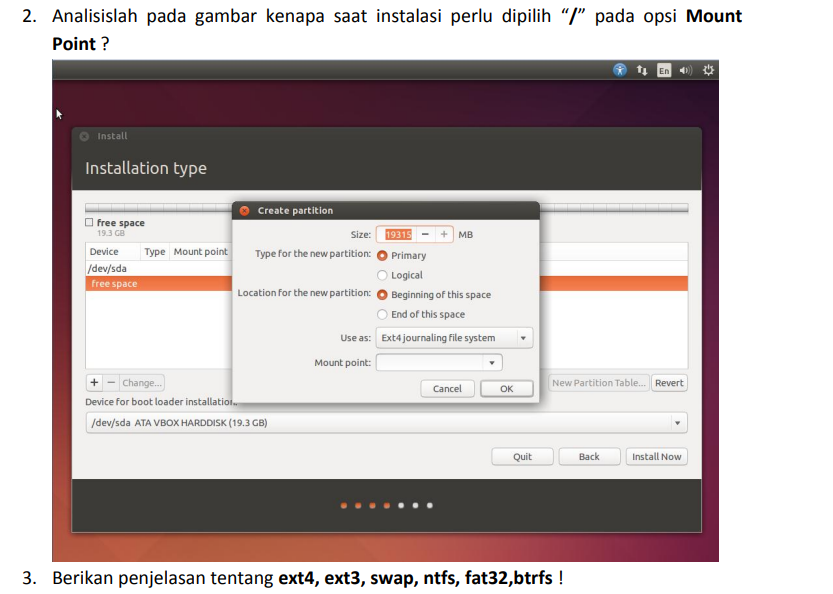 2. Analisislah pada gambar kenapa saat instalasi perlu dipilih “/” pada opsi Mount
Point ?
En
Install
Installation type
Create partition
free space
19.3 GB
Size: 19315 − + MB
Device Type Mount point
Type for the new partition: Primary
Logical
/dev/sda
free space
Location for the new partition: Beginning of this space
End of this space
Use as: Ext4 journaling file system
Mount point:
Cancel OK
+ − Change... New Partition Table... Revert
Device for boot loader installation:
/dev/sda ATA VBOX HARDDISK (19.3 GB)
Quit Back Install Now
3. Berikan penjelasan tentang ext4, ext3, swap, ntfs, fat32,btrfs !